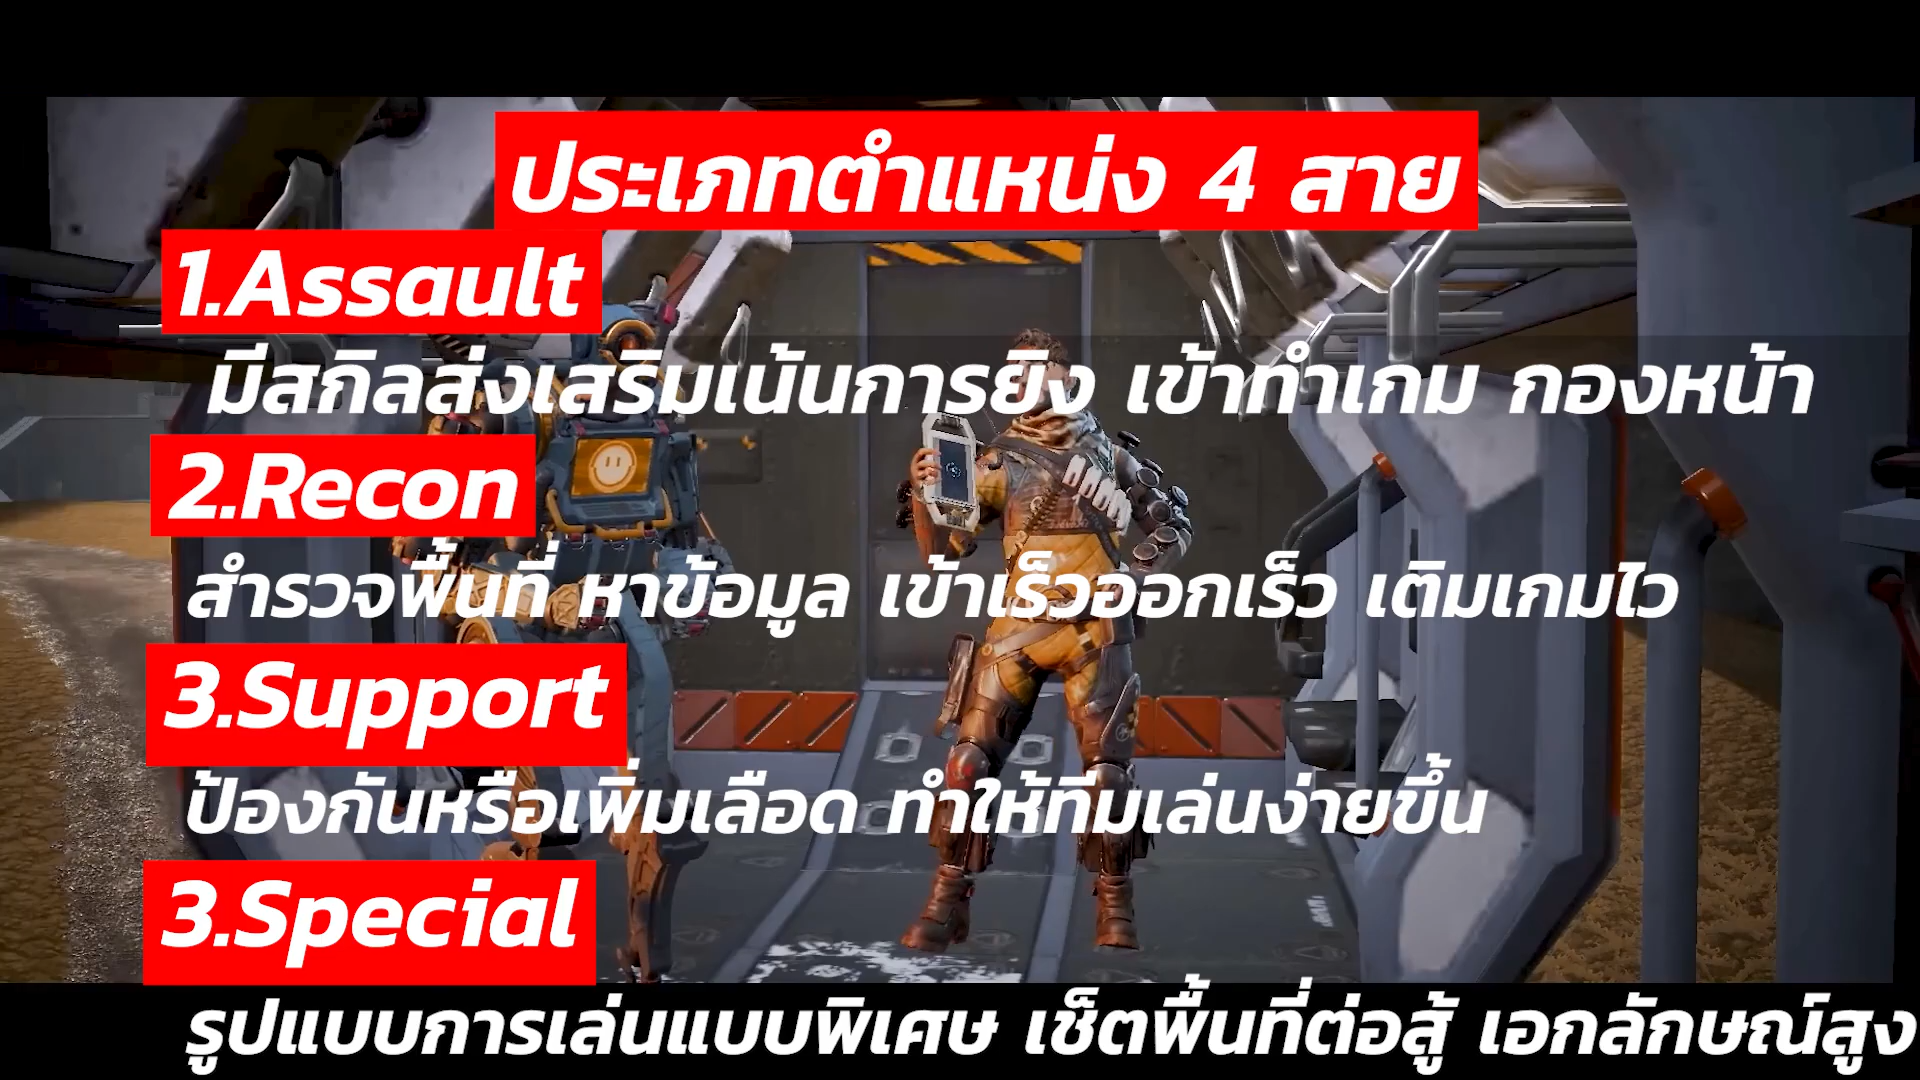 ประเภทตำแหน่ง 4 สาย
1.Assault
มีสกิลส่งเสริมเน้นการยิง เข้าทำเกม กองหน้า
2.Recon
สำรวจพื้นที่ หาข้อมูล เข้าเร็วออกเร็ว เติมเกมไว
3.Support
ป้องกันหรือเพิ่มเลือด ทำให้ทีมเล่นง่ายขึ้น
3.Special
รูปแบบการเล่นแบบพิเศษ เซ็ตพื้นที่ต่อสู้ เอกลักษณ์สูง